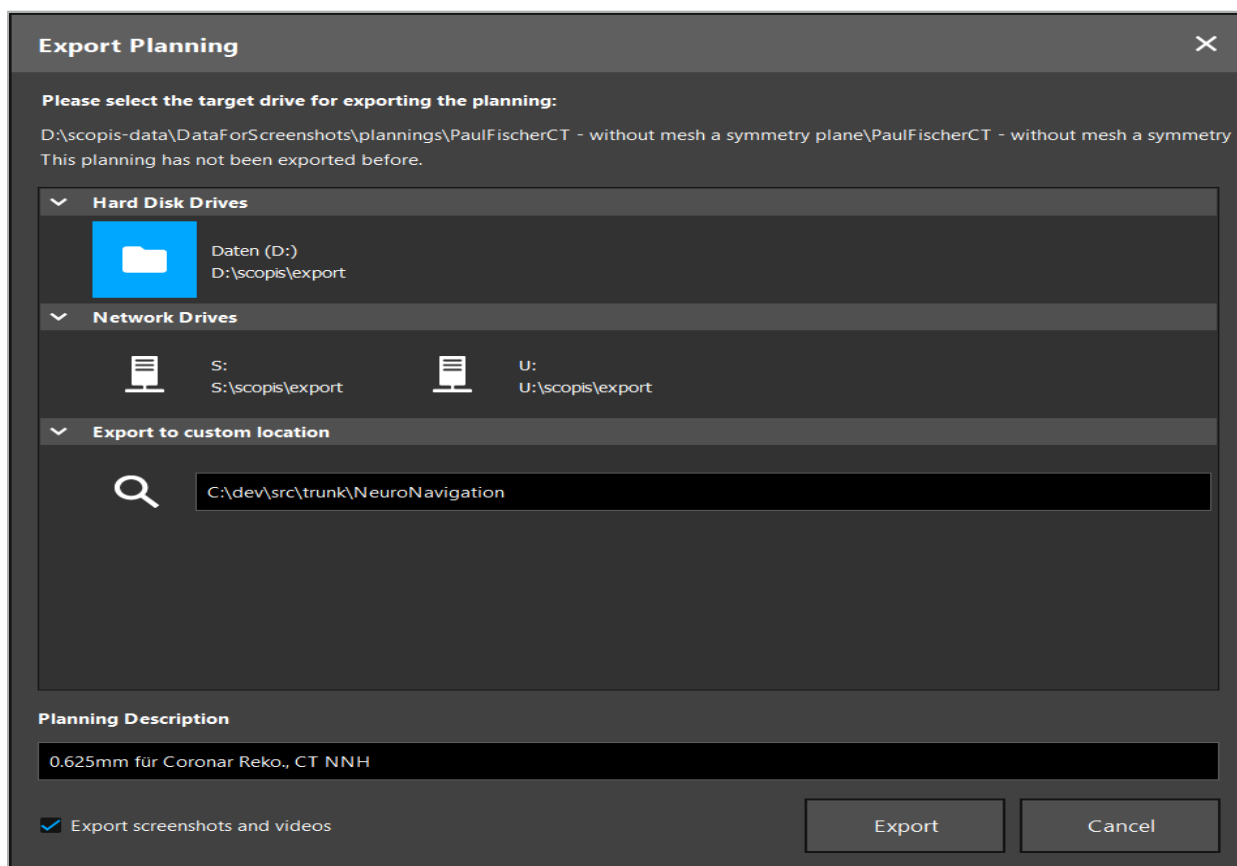 Export Planning
Please select the target drive for exporting the planning:
D:\scopis-data\DataForScreenshots\plannings\PaulFischerCT - without mesh a symmetry plane\PaulFischerCT - without mesh a symmetry
This planning has not been exported before.
Hard Disk Drives
Daten (D:)
D:\scopis\export
Network Drives
S: U:
S:\scopis\export U:\scopis\export
Export to custom location
C:\dev\src\trunk\NeuroNavigation
Planning Description
0.625mm für Coronar Reko., CT NNH
Export screenshots and videos Export Cancel